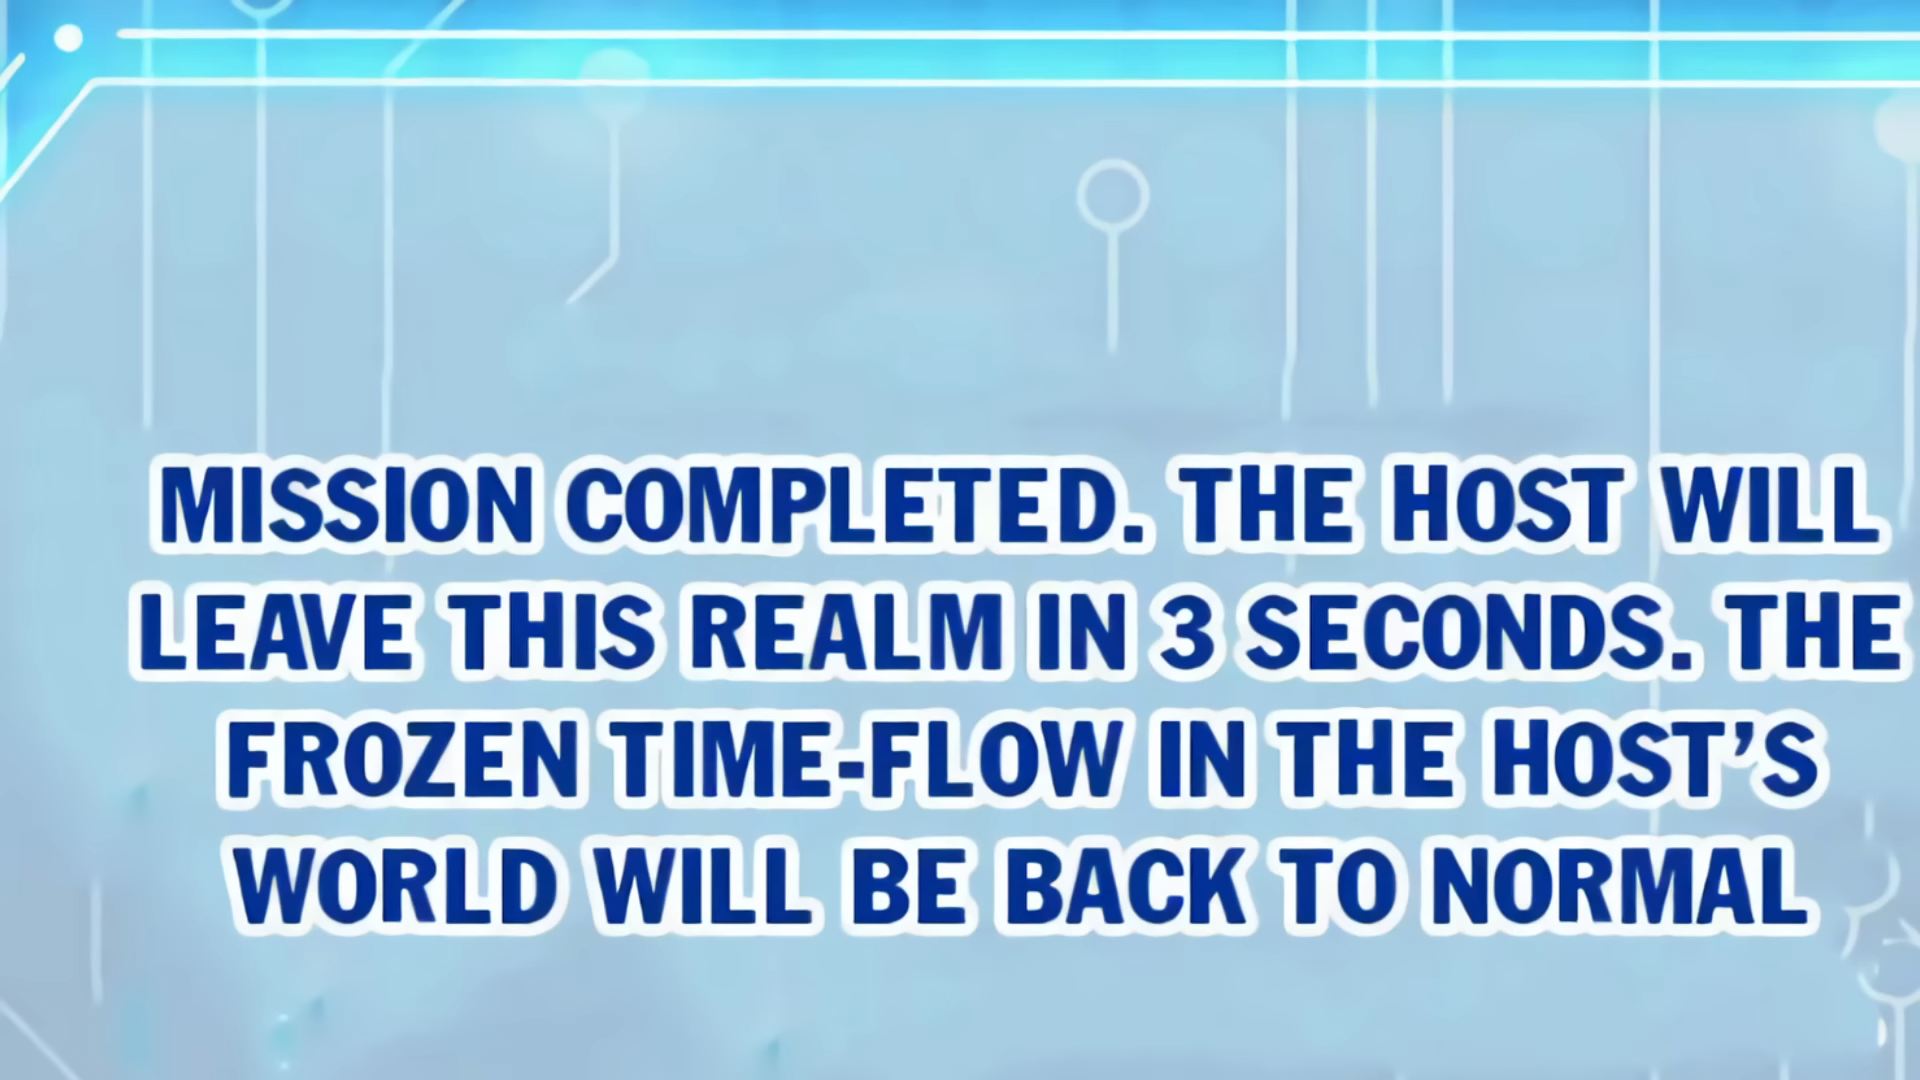 MISSION COMPLETED. THE HOST WILL
LEAVE THIS REALM IN 3 SECONDS. THE
FROZEN TIME-FLOW IN THE HOST’S
WORLD WILL BE BACK TO NORMAL